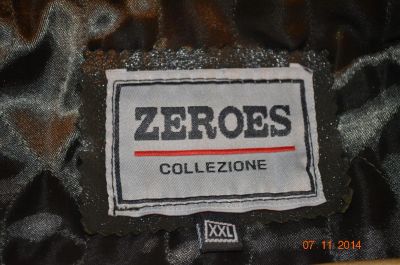 ZEROES
COLLEZIONE
XXL
07 11 2014